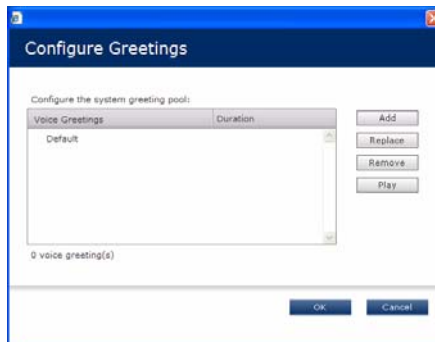 Configure Greetings
Configure the system greeting pool:
Voice Greetings Duration
Default
Add
Replace
Remove
Play
0 voice greeting(s)
OK Cancel